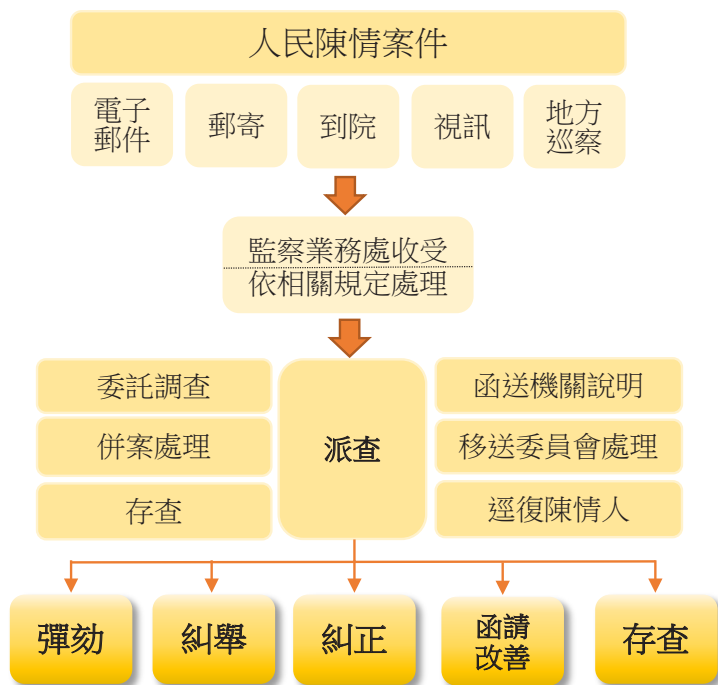 人民陳情案件
電子
郵件
郵寄
到院
視訊
地方
巡察
監察業務處收受
依相關規定處理
委託調查
併案處理
存查
派查
函送機關說明
移送委員會處理
逕復陳情人
彈劾
糾舉
糾正
函請
改善
存查